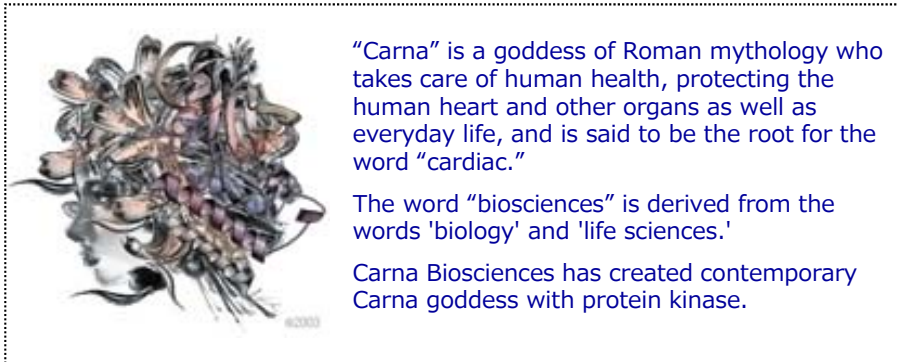 “Carna” is a goddess of Roman mythology who
takes care of human health, protecting the
human heart and other organs as well as
everyday life, and is said to be the root for the
word “cardiac.”
The word “biosciences” is derived from the
words 'biology' and 'life sciences.'
Carna Biosciences has created contemporary
Carna goddess with protein kinase.
©2003